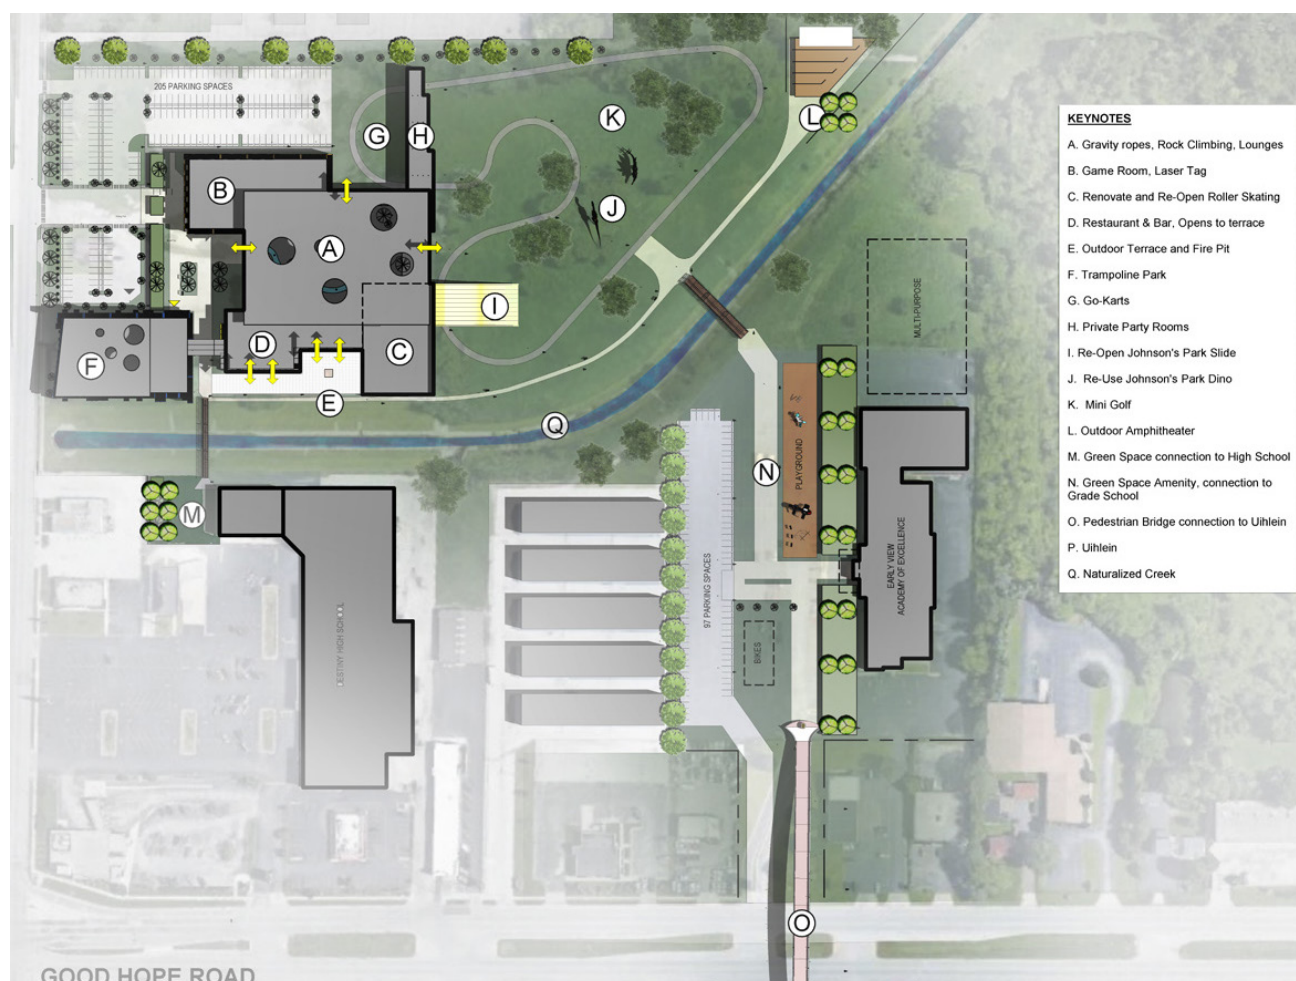 205 PARKING SPACES
K
L
G
H
B
J
A
I
D
C
F
E
Q
MULTI-PURPOSE
KEYNOTES
A. Gravity ropes, Rock Climbing, Lounges
B. Game Room, Laser Tag
C. Renovate and Re-Open Roller Skating
D. Restaurant & Bar, Opens to terrace
E. Outdoor Terrace and Fire Pit
F. Trampoline Park
G. Go-Karts
H. Private Party Rooms
I. Re-Open Johnson's Park Slide
J. Re-Use Johnson's Park Dino
K. Mini Golf
L. Outdoor Amphitheater
M. Green Space connection to High School
N. Green Space Amenity, connection to
Grade School
O. Pedestrian Bridge connection to Uihlein
P. Uihlein
Q. Naturalized Creek
PLAYGROUND
N
M
97 PARKING SPACES
EARLY VIEW
ACADEMY OF EXCELLENCE
DESTINY HIGH SCHOOL
BIKES
O
GOOD HOPE ROAD